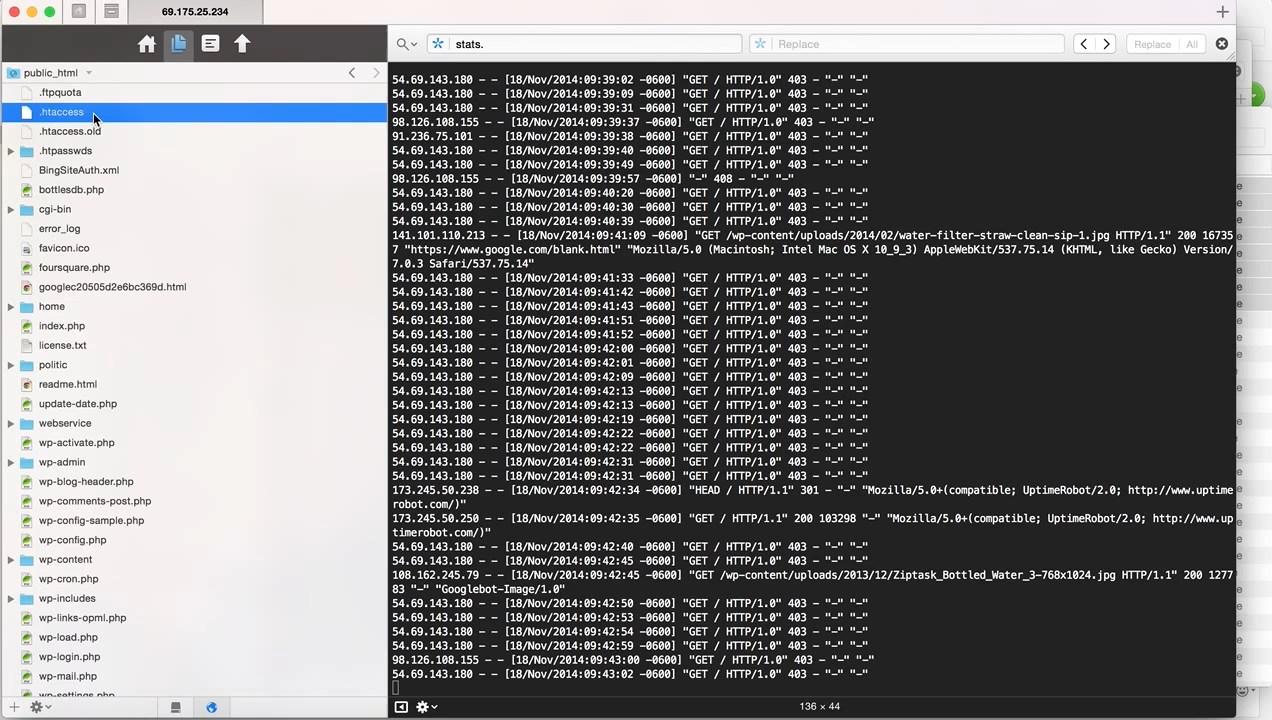 69.175.25.234
stats.
Replace
Replace
All
public_html
.ftpquota
.htaccess
.htaccess.old
.htpasswds
BingSiteAuth.xml
bottlesdb.php
cgi-bin
error_log
favicon.ico
foursquare.php
googlec20505d2e6bc369d.html
home
index.php
license.txt
politic
readme.html
update-date.php
webservice
wp-activate.php
wp-admin
wp-blog-header.php
wp-comments-post.php
wp-config-sample.php
wp-config.php
wp-content
wp-cron.php
wp-includes
wp-links-opml.php
wp-load.php
wp-login.php
wp-mail.php
wp-settings.php
54.69.143.180 - - [18/Nov/2014:09:39:02 -0600] "GET / HTTP/1.0" 403 - "-" "-"
54.69.143.180 - - [18/Nov/2014:09:39:09 -0600] "GET / HTTP/1.0" 403 - "-" "-"
54.69.143.180 - - [18/Nov/2014:09:39:31 -0600] "GET / HTTP/1.0" 403 - "-" "-"
98.126.108.155 - - [18/Nov/2014:09:39:37 -0600] "GET / HTTP/1.0" 403 - "-" "-"
91.236.75.101 - - [18/Nov/2014:09:39:38 -0600] "GET / HTTP/1.0" 403 - "-" "-"
54.69.143.180 - - [18/Nov/2014:09:39:40 -0600] "GET / HTTP/1.0" 403 - "-" "-"
54.69.143.180 - - [18/Nov/2014:09:39:49 -0600] "GET / HTTP/1.0" 403 - "-" "-"
98.126.108.155 - - [18/Nov/2014:09:39:57 -0600] "-" 408 - "-" "-"
54.69.143.180 - - [18/Nov/2014:09:40:20 -0600] "GET / HTTP/1.0" 403 - "-" "-"
54.69.143.180 - - [18/Nov/2014:09:40:30 -0600] "GET / HTTP/1.0" 403 - "-" "-"
54.69.143.180 - - [18/Nov/2014:09:40:39 -0600] "GET / HTTP/1.0" 403 - "-" "-"
141.101.110.213 - - [18/Nov/2014:09:41:09 -0600] "GET /wp-content/uploads/2014/02/water-filter-straw-clean-sip-1.jpg HTTP/1.1" 200 16735
7 "https://www.google.com/blank.html" "Mozilla/5.0 (Macintosh; Intel Mac OS X 10_9_3) AppleWebKit/537.75.14 (KHTML, like Gecko) Version/
7.0.3 Safari/537.75.14"
54.69.143.180 - - [18/Nov/2014:09:41:33 -0600] "GET / HTTP/1.0" 403 - "-" "-"
54.69.143.180 - - [18/Nov/2014:09:41:42 -0600] "GET / HTTP/1.0" 403 - "-" "-"
54.69.143.180 - - [18/Nov/2014:09:41:43 -0600] "GET / HTTP/1.0" 403 - "-" "-"
54.69.143.180 - - [18/Nov/2014:09:41:51 -0600] "GET / HTTP/1.0" 403 - "-" "-"
54.69.143.180 - - [18/Nov/2014:09:41:52 -0600] "GET / HTTP/1.0" 403 - "-" "-"
54.69.143.180 - - [18/Nov/2014:09:42:00 -0600] "GET / HTTP/1.0" 403 - "-" "-"
54.69.143.180 - - [18/Nov/2014:09:42:01 -0600] "GET / HTTP/1.0" 403 - "-" "-"
54.69.143.180 - - [18/Nov/2014:09:42:09 -0600] "GET / HTTP/1.0" 403 - "-" "-"
54.69.143.180 - - [18/Nov/2014:09:42:13 -0600] "GET / HTTP/1.0" 403 - "-" "-"
54.69.143.180 - - [18/Nov/2014:09:42:13 -0600] "GET / HTTP/1.0" 403 - "-" "-"
54.69.143.180 - - [18/Nov/2014:09:42:19 -0600] "GET / HTTP/1.0" 403 - "-" "-"
54.69.143.180 - - [18/Nov/2014:09:42:22 -0600] "GET / HTTP/1.0" 403 - "-" "-"
54.69.143.180 - - [18/Nov/2014:09:42:22 -0600] "GET / HTTP/1.0" 403 - "-" "-"
54.69.143.180 - - [18/Nov/2014:09:42:31 -0600] "GET / HTTP/1.0" 403 - "-" "-"
54.69.143.180 - - [18/Nov/2014:09:42:31 -0600] "GET / HTTP/1.0" 403 - "-" "-"
173.245.50.238 - - [18/Nov/2014:09:42:34 -0600] "HEAD / HTTP/1.1" 301 - "-" "Mozilla/5.0+(compatible; UptimeRobot/2.0; http://www.uptime
robot.com/)"
173.245.50.250 - - [18/Nov/2014:09:42:35 -0600] "GET / HTTP/1.1" 200 103298 "-" "Mozilla/5.0+(compatible; UptimeRobot/2.0; http://www.up
timerobot.com/)"
54.69.143.180 - - [18/Nov/2014:09:42:40 -0600] "GET / HTTP/1.0" 403 - "-" "-"
54.69.143.180 - - [18/Nov/2014:09:42:45 -0600] "GET / HTTP/1.0" 403 - "-" "-"
108.162.245.79 - - [18/Nov/2014:09:42:45 -0600] "GET /wp-content/uploads/2013/12/Ziptask_Bottled_Water_3-768x1024.jpg HTTP/1.1" 200 1277
83 "-" "Googlebot-Image/1.0"
54.69.143.180 - - [18/Nov/2014:09:42:50 -0600] "GET / HTTP/1.0" 403 - "-" "-"
54.69.143.180 - - [18/Nov/2014:09:42:53 -0600] "GET / HTTP/1.0" 403 - "-" "-"
54.69.143.180 - - [18/Nov/2014:09:42:54 -0600] "GET / HTTP/1.0" 403 - "-" "-"
54.69.143.180 - - [18/Nov/2014:09:42:59 -0600] "GET / HTTP/1.0" 403 - "-" "-"
98.126.108.155 - - [18/Nov/2014:09:43:00 -0600] "GET / HTTP/1.0" 403 - "-" "-"
54.69.143.180 - - [18/Nov/2014:09:43:02 -0600] "GET / HTTP/1.0" 403 - "-" "-"
136 × 44